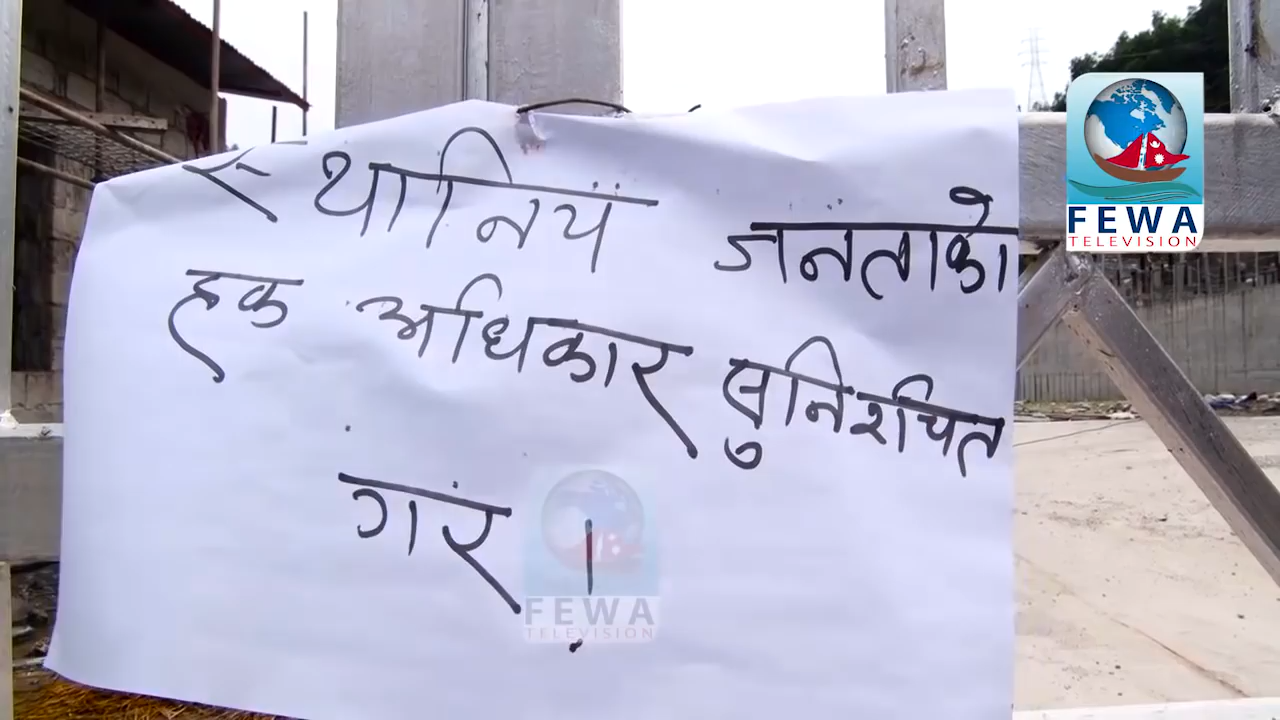 स्थानिय जनताको
हक अधिकार सुनिश्चित
गर ।
FEWA
TELEVISION
FEWA
TELEVISION